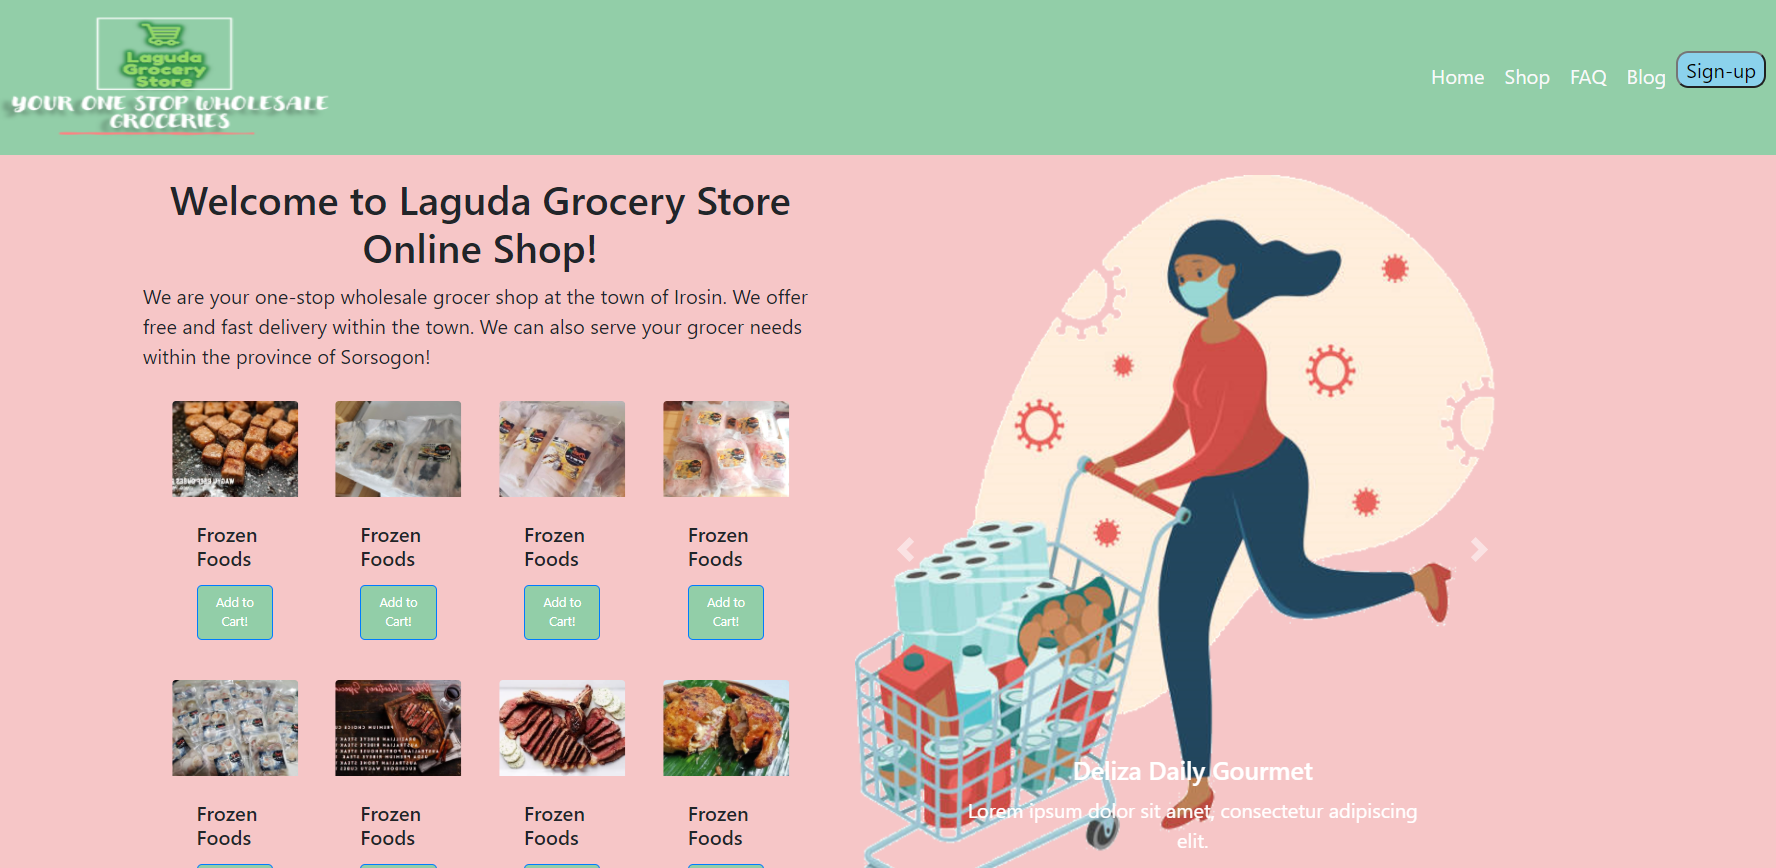 Laguda
Grocery
Store
YOUR ONE STOP WHOLESALE
GROCERIES
Home Shop FAQ Blog Sign-up
Welcome to Laguda Grocery Store
Online Shop!
We are your one-stop wholesale grocer shop at the town of Irosin. We offer
free and fast delivery within the town. We can also serve your grocer needs
within the province of Sorsogon!
Frozen
Foods
Add to
Cart!
Frozen
Foods
Add to
Cart!
Frozen
Foods
Add to
Cart!
Frozen
Foods
Add to
Cart!
Frozen
Foods
Frozen
Foods
Frozen
Foods
Frozen
Foods
Deliza Daily Gourmet
Lorem ipsum dolor sit amet, consectetur adipiscing
elit.